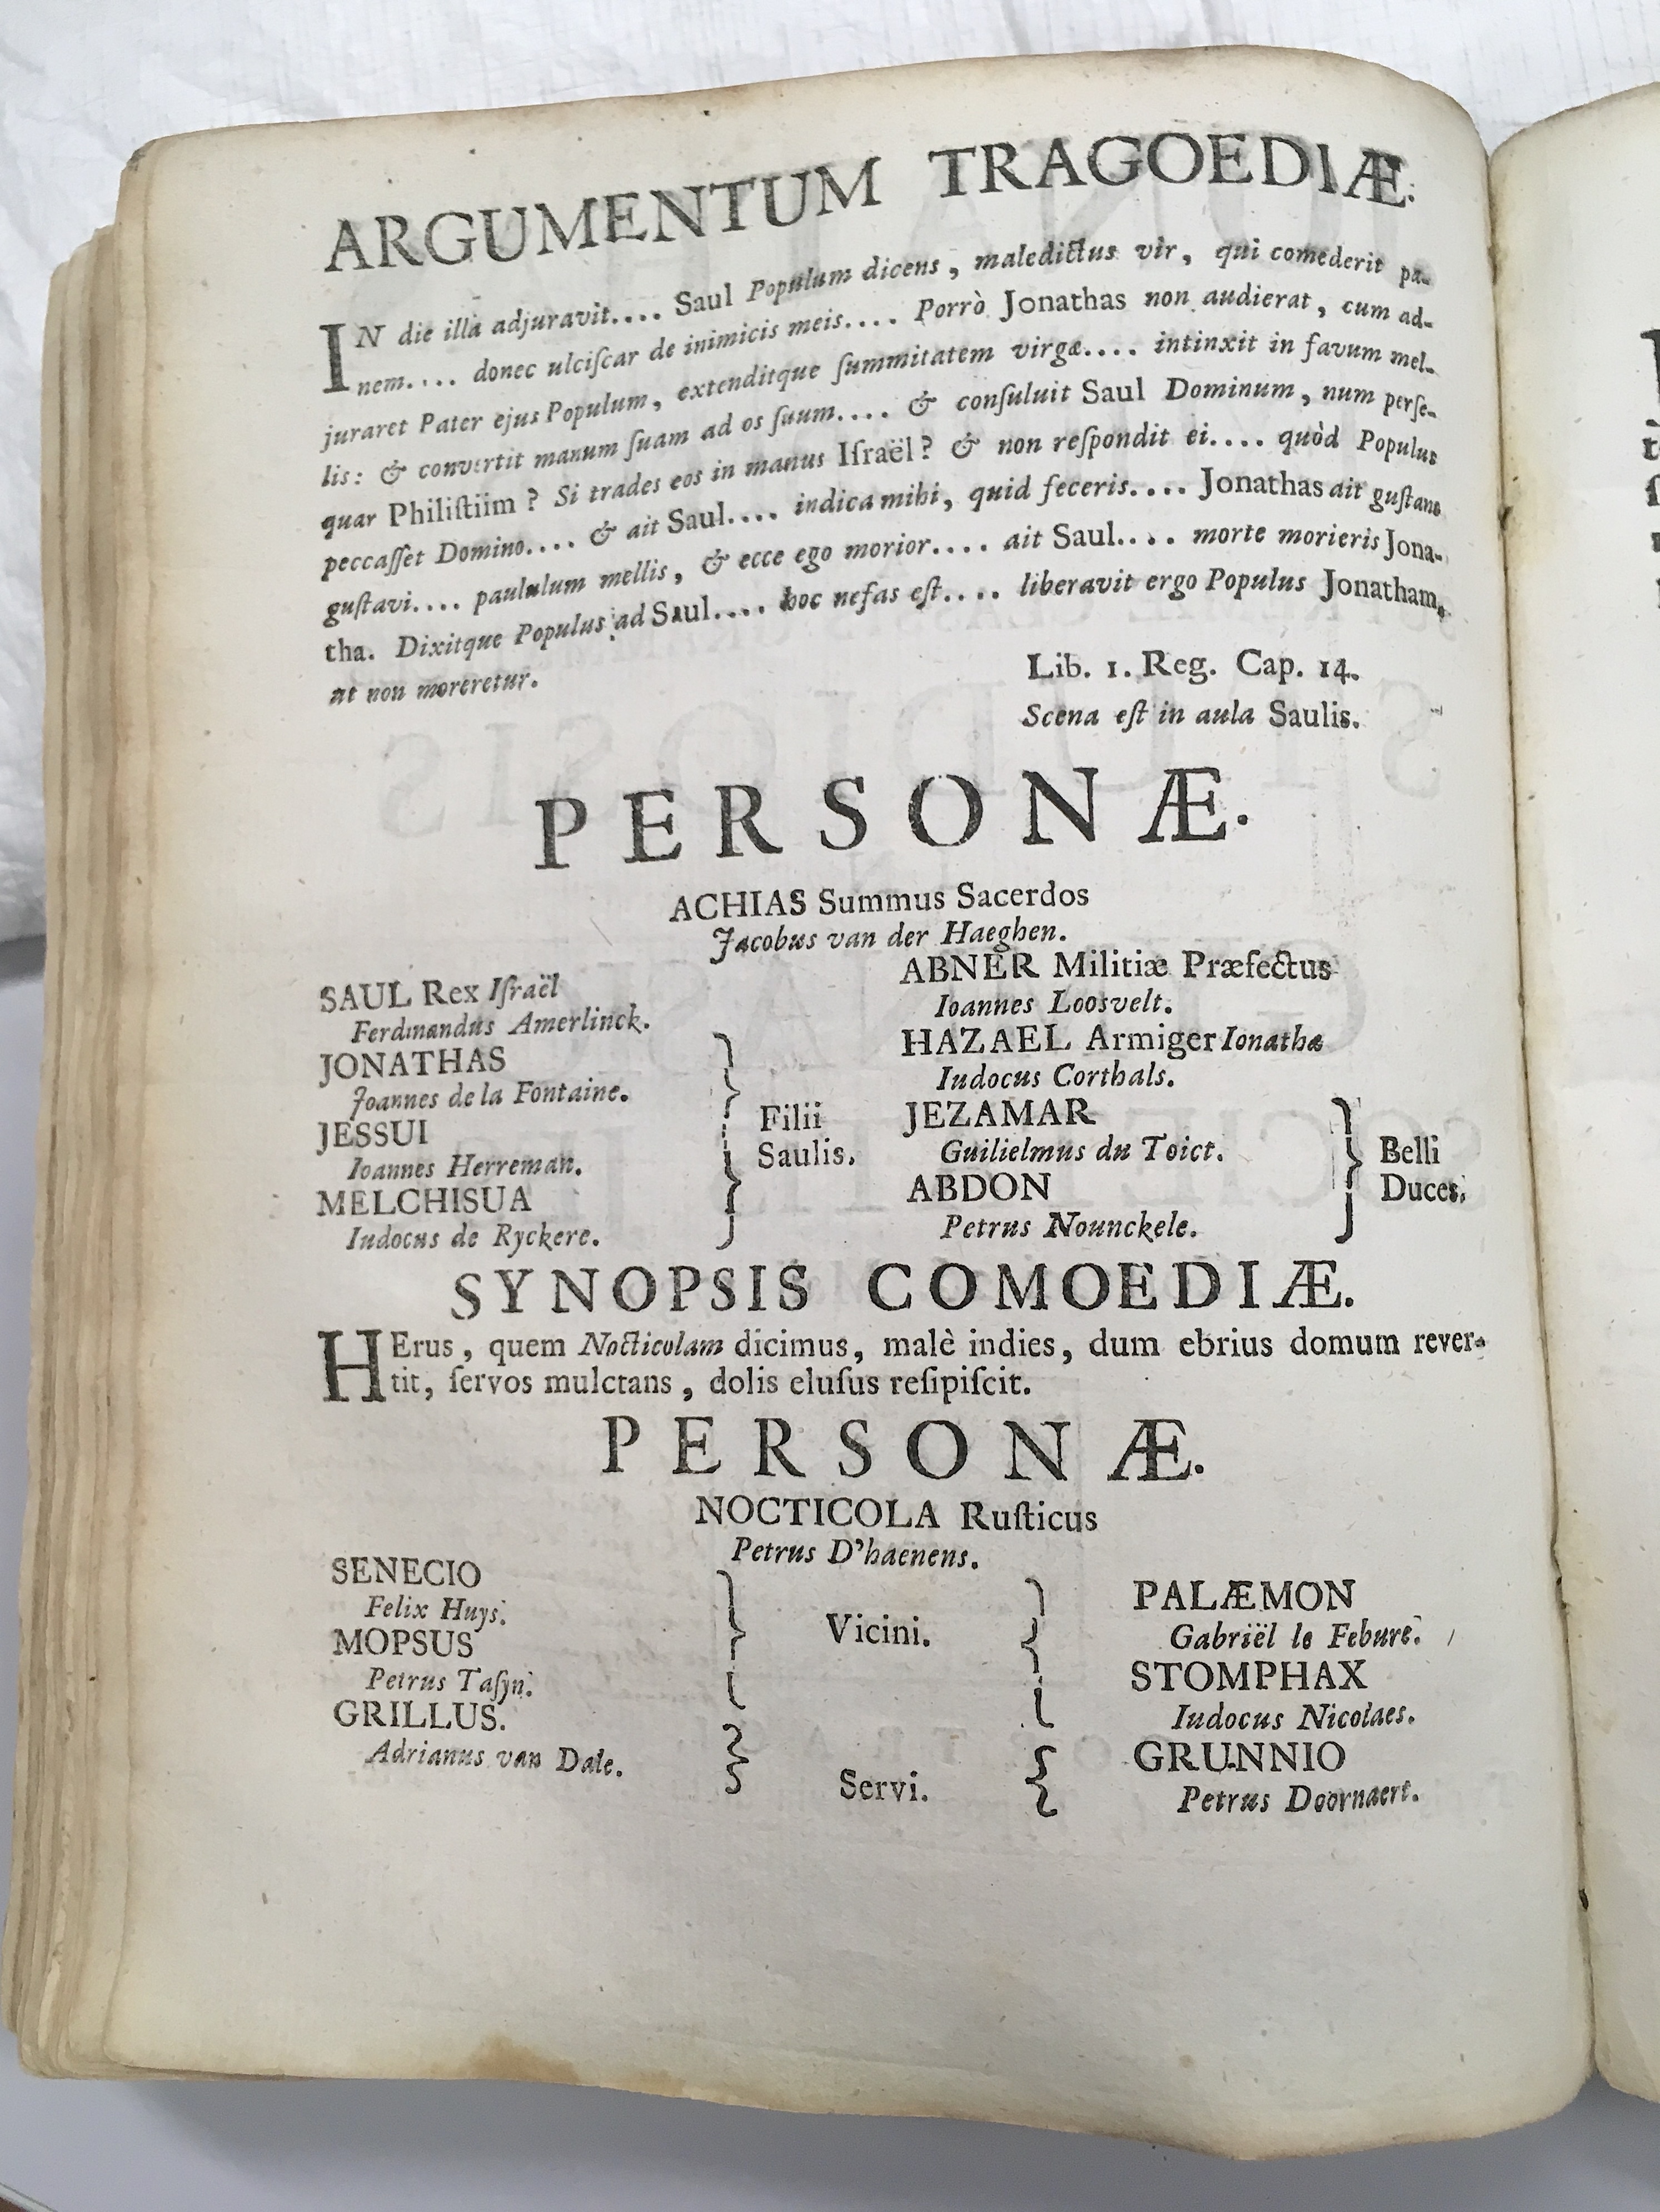 ARGUMENTUM TRAGOEDIÆ.
IN die illâ adjuravit.... Saul Populum dicens, maledictus vir, qui comederit pa-
nem.... donec ulciſcar de inimicis meis.... Porrò Jonathas non audierat, cum ad-
juraret Pater ejus Populum, extenditque ſummitatem virgæ.... intinxit in favum mel-
lis: & convertit manum ſuam ad os ſuum.... & conſuluit Saul Dominum, num perſe-
quar Philiſtiim? Si trades eos in manus Iſraël? & non reſpondit ei.... quòd Populus
peccaſſet Domino.... & ait Saul.... indica mihi, quid feceris.... Jonathas ait guſtans
guſtavi.... paululum mellis, & ecce ego morior.... ait Saul.... morte morieris Jona-
tha. Dixitque Populus ad Saul.... hoc nefas eſt.... liberavit ergo Populus Jonatham,
ut non moreretur.
Lib. 1. Reg. Cap. 14.
Scena eſt in aula Saulis.
PERSONÆ.
ACHIAS Summus Sacerdos
Jacobus van der Haeghen.
SAUL Rex Iſraël
Ferdinandus Amerlinck.
JONATHAS
Joannes de la Fontaine.
JESSUI
Ioannes Herreman.
MELCHISUA
Iudocus de Ryckere.
Filii
Saulis.
ABNER Militiæ Præfectus
Ioannes Loosvelt.
HAZAEL Armiger Ionathæ
Iudocus Corthals.
JEZAMAR
Guilielmus du Toict.
ABDON
Petrus Nounckele.
Belli
Duces.
SYNOPSIS COMOEDIÆ.
HErus, quem Nocticolam dicimus, malè indies, dum ebrius domum rever-
tit, ſervos mulctans, dolis eluſus reſipiſcit.
PERSONÆ.
NOCTICOLA Ruſticus
Petrus D'haenens.
SENECIO
Felix Huys.
MOPSUS
Petrus Taſyn.
GRILLUS.
Adrianus van Dale.
Vicini.
Servi.
PALÆMON
Gabriël le Febure.
STOMPHAX
Iudocus Nicolaes.
GRUNNIO
Petrus Doornaert.